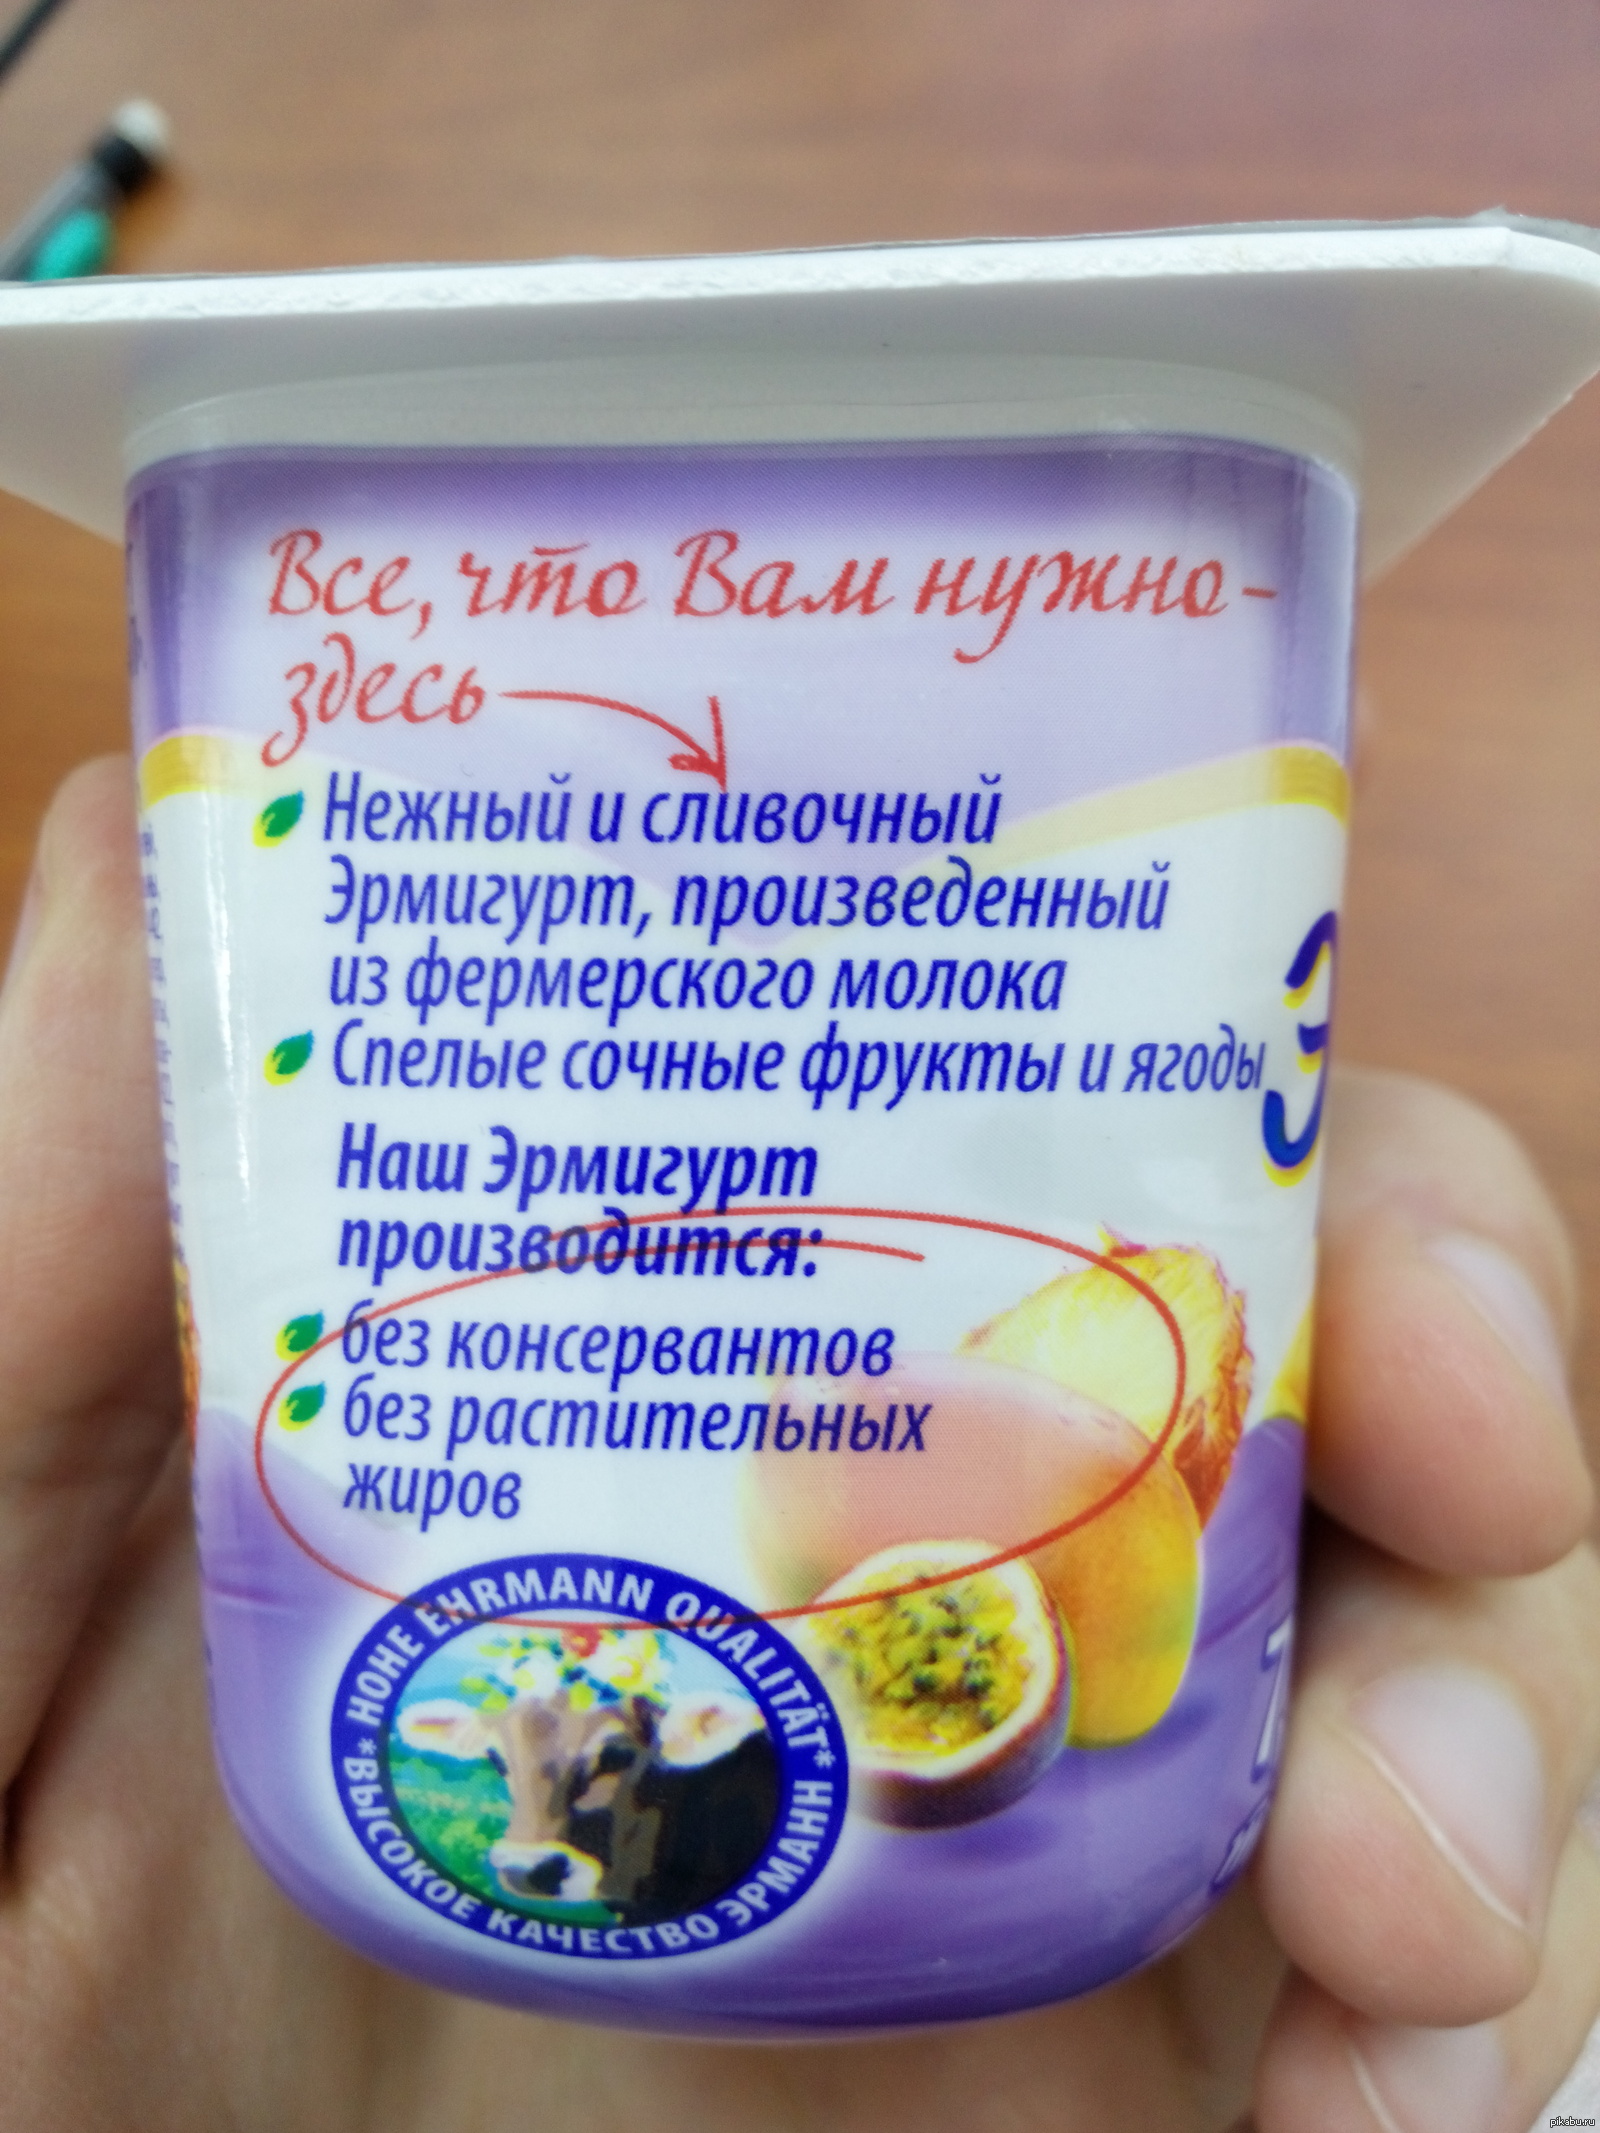 Все, что Вам нужно –
здесь
Нежный и сливочный
Эрмигурт, произведенный
из фермерского молока
Спелые сочные фрукты и ягоды
Наш Эрмигурт
производится:
без консервантов
без растительных
жиров
* HOHE EHRMANN QUALITÄT *
ВЫСОКОЕ КАЧЕСТВО ЭРМАНН
pikabu.ru